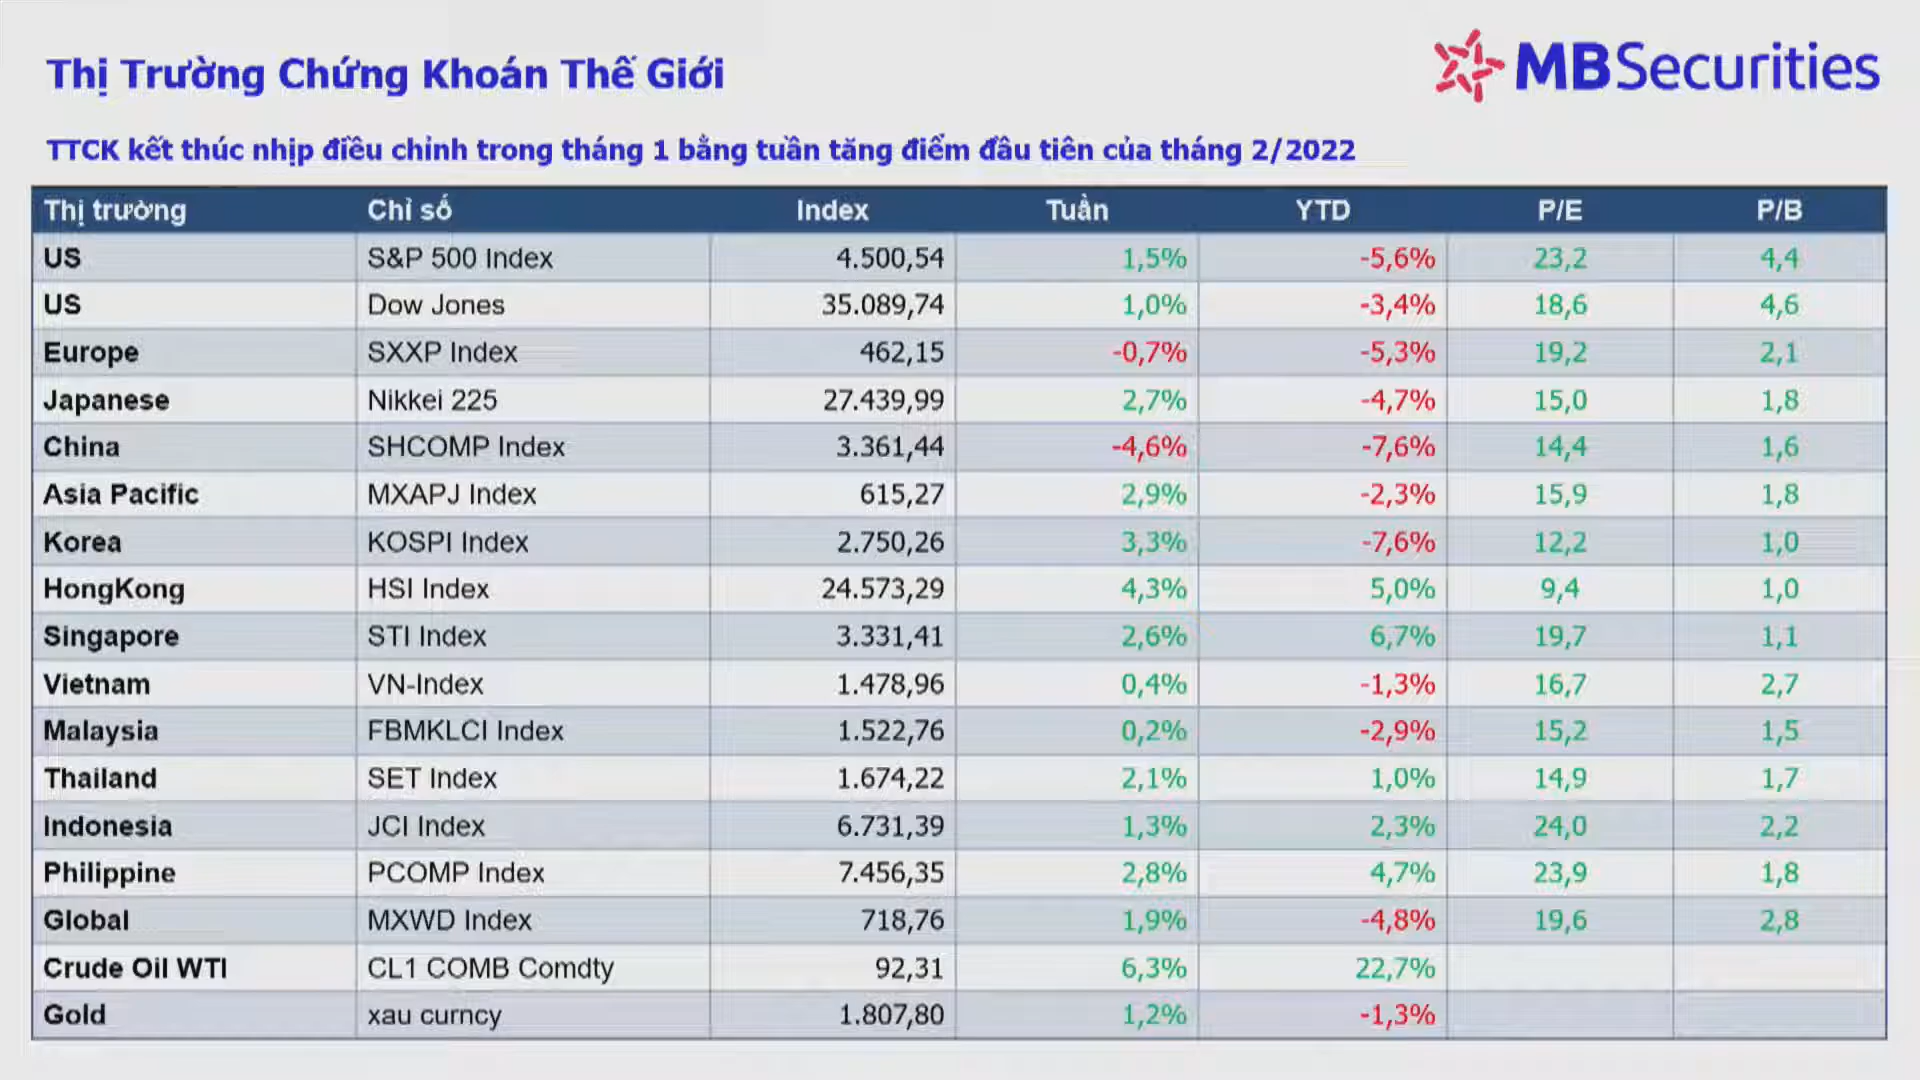 Thị Trường Chứng Khoán Thế Giới
MBSecurities
TTCK kết thúc nhịp điều chỉnh trong tháng 1 bằng tuần tăng điểm đầu tiên của tháng 2/2022
Thị trường Chỉ số Index Tuần YTD P/E P/B
US S&P 500 Index 4.500,54 1,5% -5,6% 23,2 4,4
US Dow Jones 35.089,74 1,0% -3,4% 18,6 4,6
Europe SXXP Index 462,15 -0,7% -5,3% 19,2 2,1
Japanese Nikkei 225 27.439,99 2,7% -4,7% 15,0 1,8
China SHCOMP Index 3.361,44 -4,6% -7,6% 14,4 1,6
Asia Pacific MXAPJ Index 615,27 2,9% -2,3% 15,9 1,8
Korea KOSPI Index 2.750,26 3,3% -7,6% 12,2 1,0
HongKong HSI Index 24.573,29 4,3% 5,0% 9,4 1,0
Singapore STI Index 3.331,41 2,6% 6,7% 19,7 1,1
Vietnam VN-Index 1.478,96 0,4% -1,3% 16,7 2,7
Malaysia FBMKLCI Index 1.522,76 0,2% -2,9% 15,2 1,5
Thailand SET Index 1.674,22 2,1% 1,0% 14,9 1,7
Indonesia JCI Index 6.731,39 1,3% 2,3% 24,0 2,2
Philippine PCOMP Index 7.456,35 2,8% 4,7% 23,9 1,8
Global MXWD Index 718,76 1,9% -4,8% 19,6 2,8
Crude Oil WTI CL1 COMB Comdty 92,31 6,3% 22,7%
Gold xau curncy 1.807,80 1,2% -1,3%